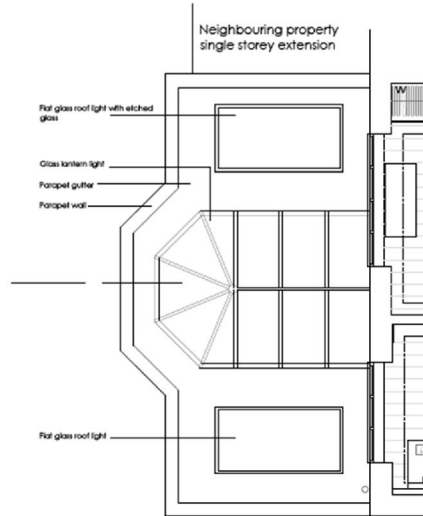 Neighbouring property
single storey extension
W
Flat glass roof light with etched
glass
Glass lantern light
Parapet gutter
Parapet wall
Flat glass roof light